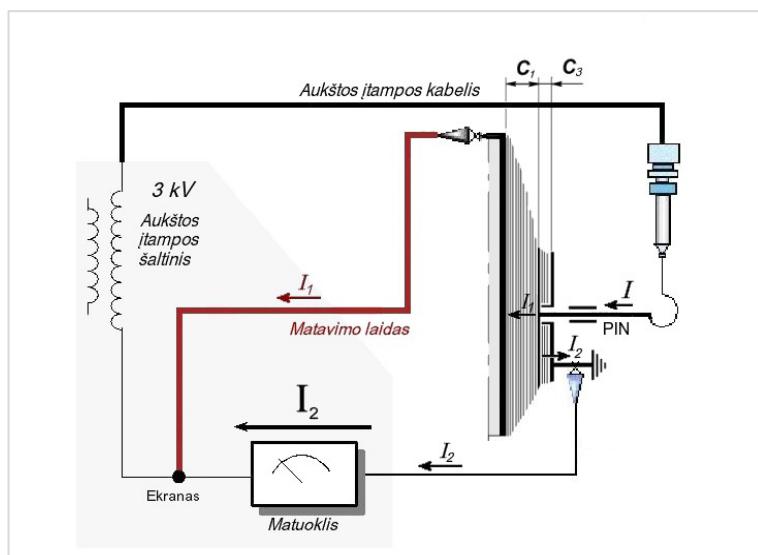 C₁
C₃
Aukštos įtampos kabelis
3 kV
Aukštos
įtampos
šaltinis
I₁
Matavimo laidas
I₁
I
PIN
I₂
I₂
I₂
Ekranas
Matuoklis